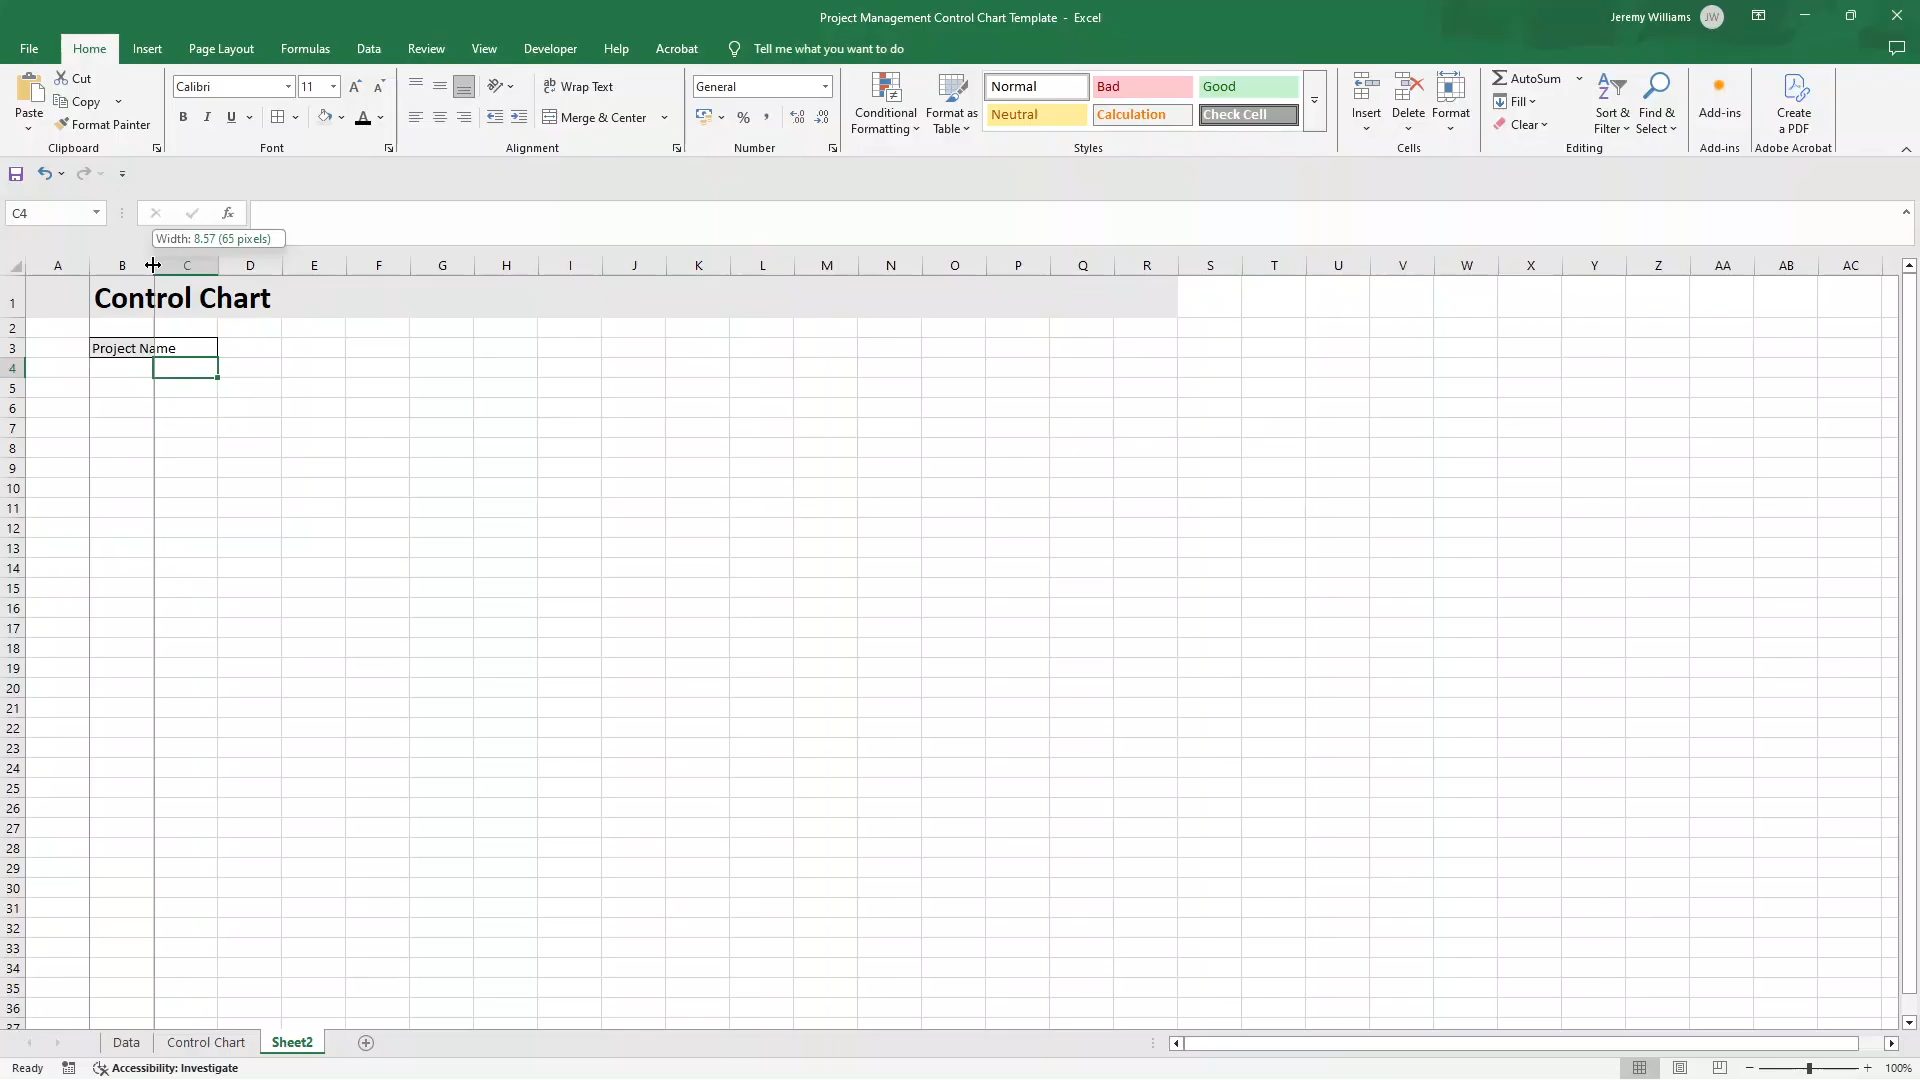 Project Management Control Chart Template - Excel
Jeremy Williams JW
File Home Insert Page Layout Formulas Data Review View Developer Help Acrobat Tell me what you want to do
Paste
Cut
Copy
Format Painter
Clipboard
Calibri 11
B I U A
Font
Wrap Text
Merge & Center
Alignment
General
%
Number
Conditional Formatting
Format as Table
Normal Bad Good
Neutral Calculation Check Cell
Styles
Insert Delete Format
Cells
AutoSum
Fill
Clear
Sort & Filter
Find & Select
Editing
Add-ins
Add-ins
Create a PDF
Adobe Acrobat
C4
fx
Width: 8.57 (65 pixels)
A B C D E F G H I J K L M N O P Q R S T U V W X Y Z AA AB AC
1 Control Chart
2
3 Project Name
4
5
6
7
8
9
10
11
12
13
14
15
16
17
18
19
20
21
22
23
24
25
26
27
28
29
30
31
32
33
34
35
36
37
Data Control Chart Sheet2
Ready Accessibility: Investigate
100%